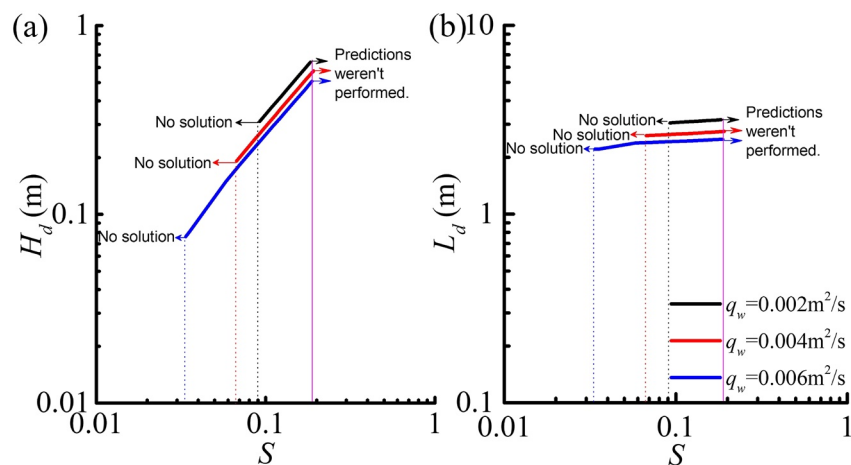 (a)
1
0.1
0.01
0.01
0.1
1
H_d (m)
S
No solution
No solution
No solution
Predictions
weren't
performed.
(b)
10
1
0.1
0.01
0.1
1
L_d (m)
S
No solution
No solution
No solution
Predictions
weren't
performed.
q_w=0.002m²/s
q_w=0.004m²/s
q_w=0.006m²/s